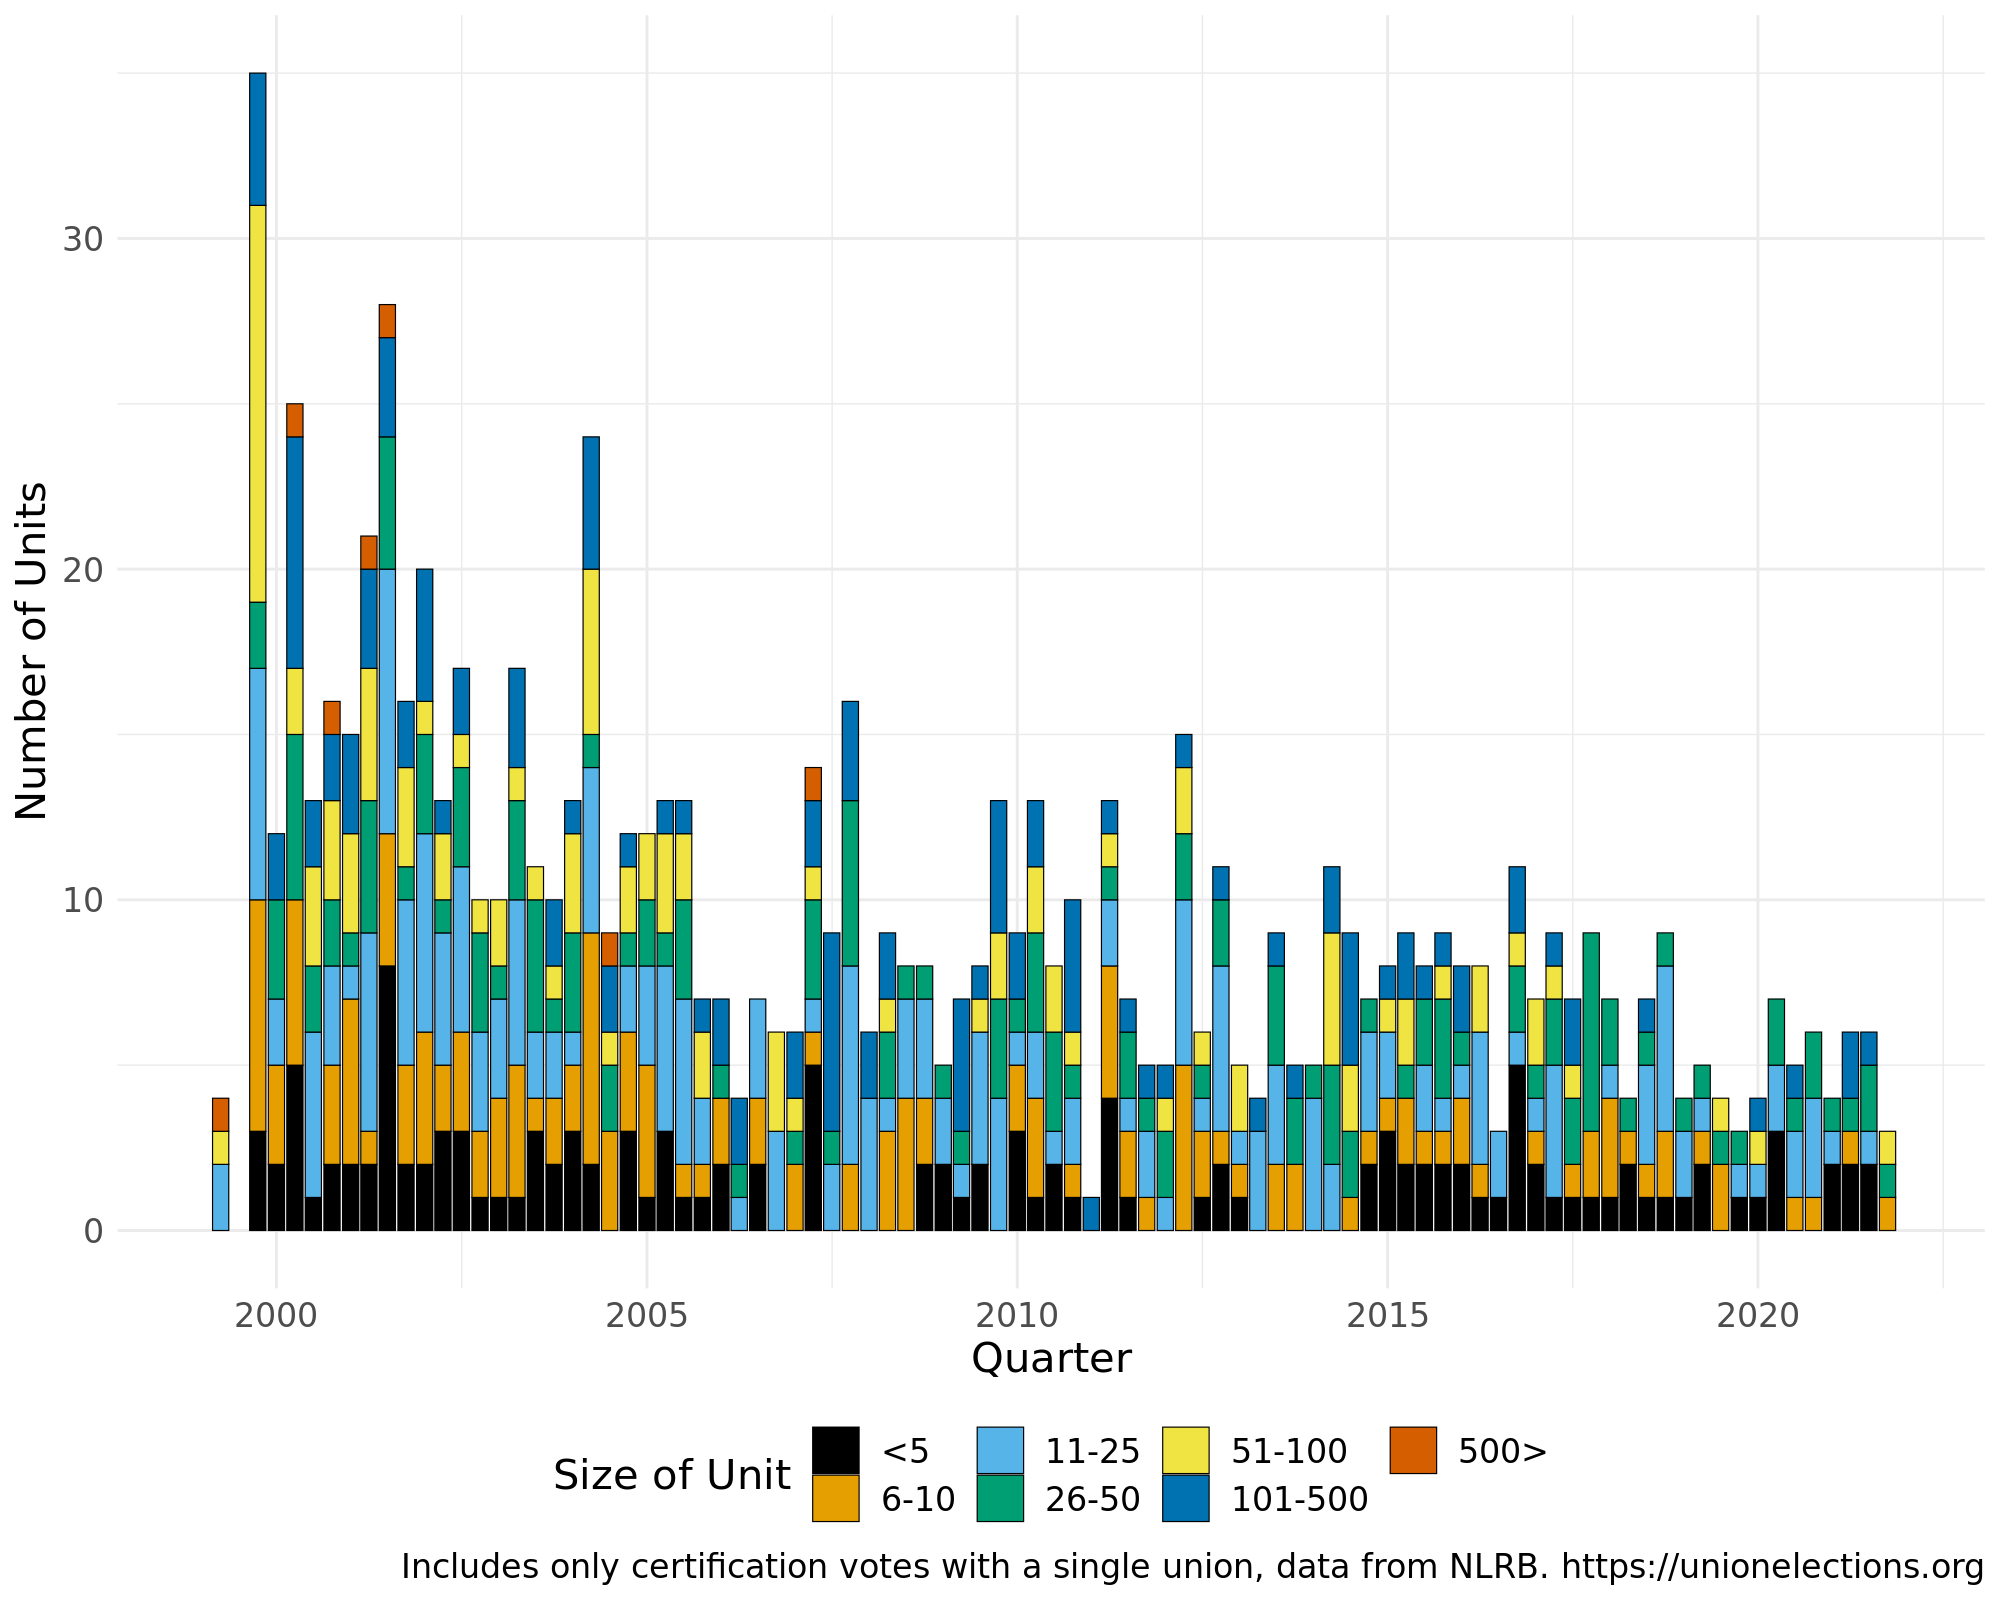 30
20
10
0
Number of Units
2000 2005 2010 2015 2020
Quarter
Size of Unit
<5 11-25 51-100 500>
6-10 26-50 101-500
Includes only certification votes with a single union, data from NLRB. https://unionelections.org